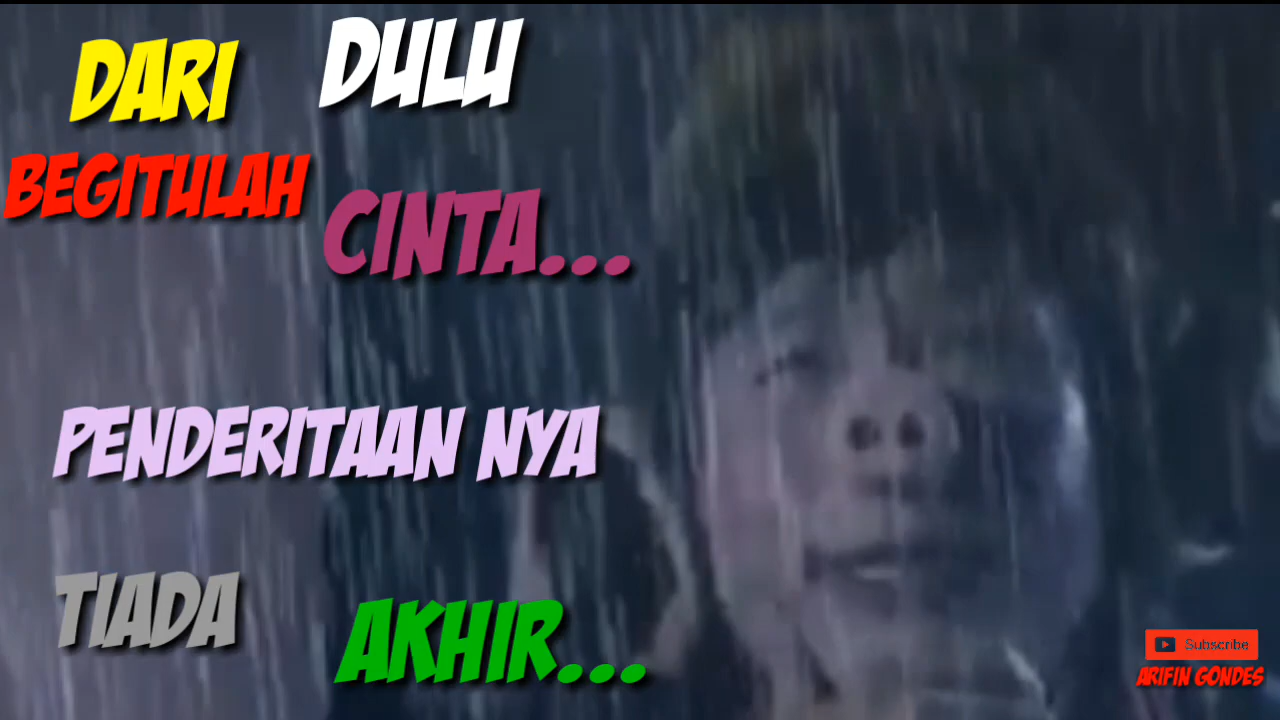 DARI DULU
BEGITULAH CINTA...
PENDERITAAN NYA
TIADA AKHIR...
Subscribe
ARIFIN GONDES